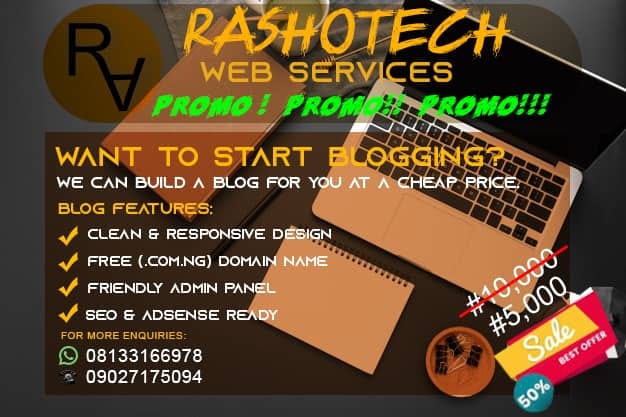 RA
RASHOTECH
WEB SERVICES
PROMO! PROMO!! PROMO!!!
WANT TO START BLOGGING?
WE CAN BUILD A BLOG FOR YOU AT A CHEAP PRICE.
BLOG FEATURES:
CLEAN & RESPONSIVE DESIGN
FREE (.COM.NG) DOMAIN NAME
FRIENDLY ADMIN PANEL
SEO & ADSENSE READY
FOR MORE ENQUIRIES:
08133166978
09027175094
#10,000
#5,000
Sale
BEST OFFER
50%